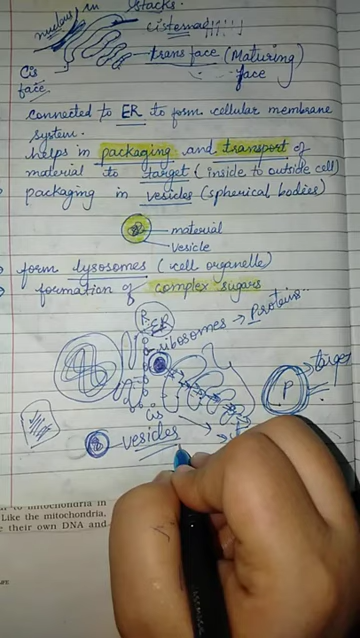 nucleus in stacks.
cisternae
trans face (Maturing
face
Cis
face.
connected to ER to form cellular membrane
system.
helps in packaging and transport of
material to target (inside to outside cell)
packaging in vesicles (spherical bodies)
material
vesicle
form lysosomes (cell organelle)
formation of complex sugars
R.
ER
ribosomes → Proteins
target
P
cis
vesicles
to mitochondria in
Like the mitochondria,
their own DNA and